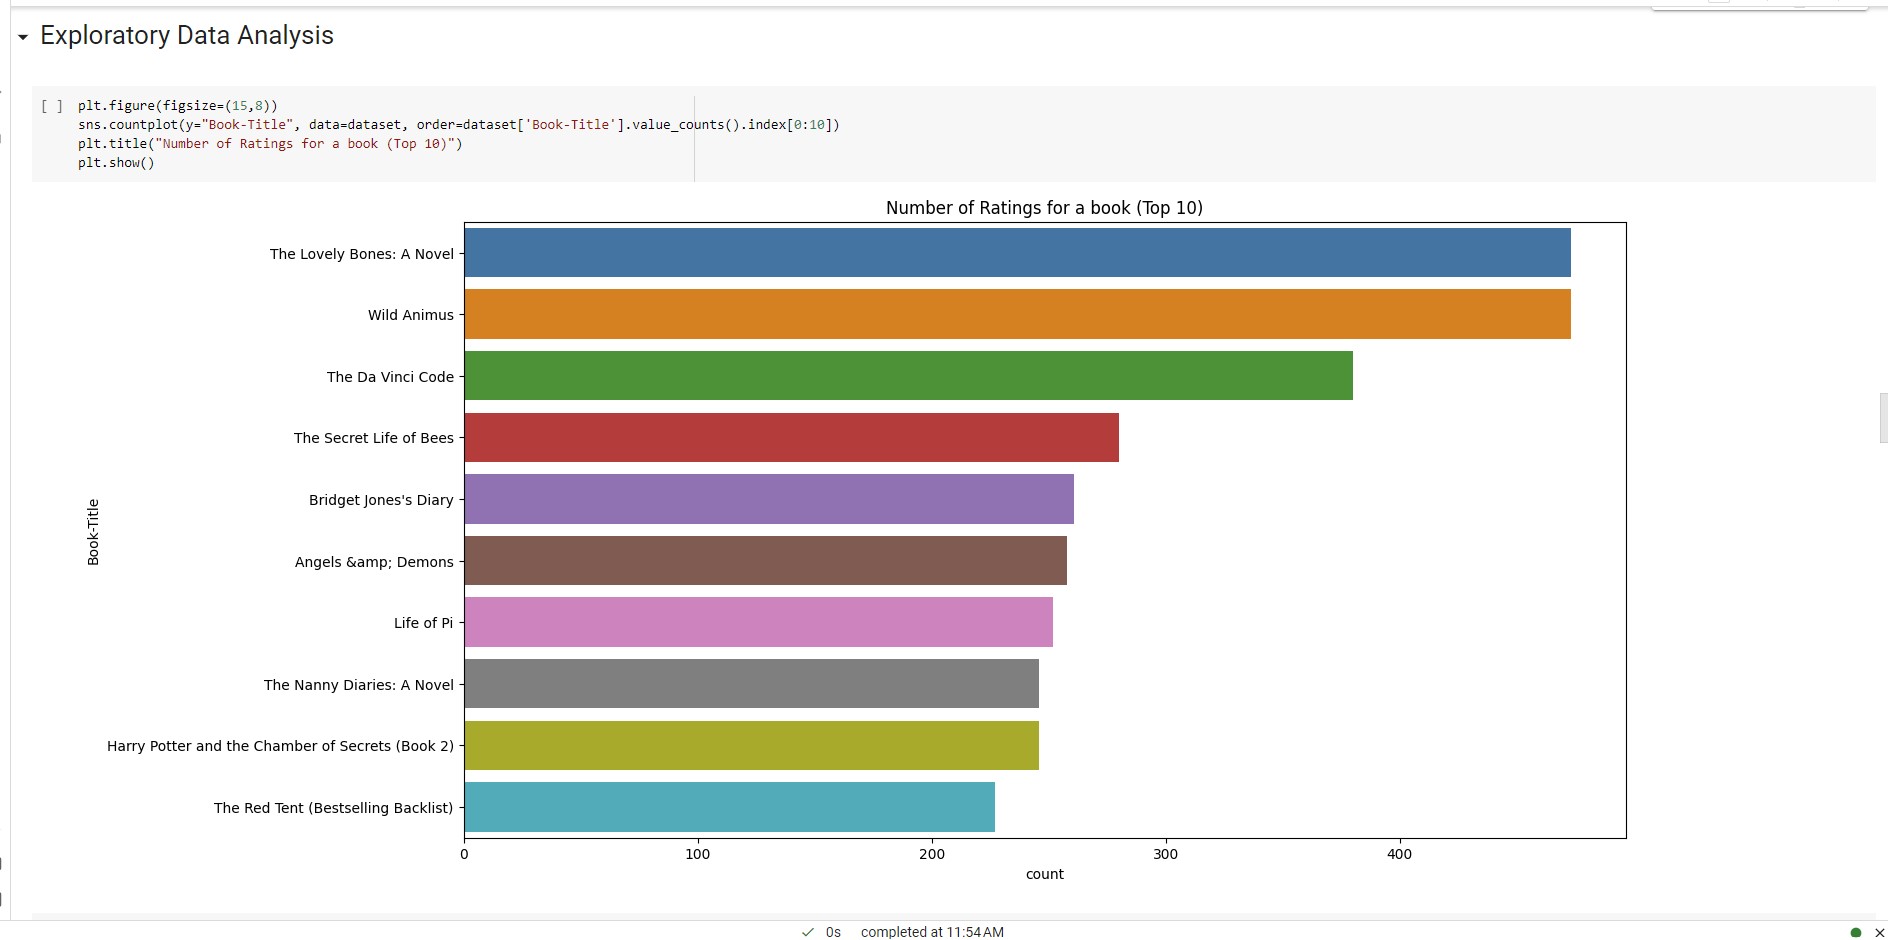 Exploratory Data Analysis
[ ] plt.figure(figsize=(15,8))
sns.countplot(y="Book-Title", data=dataset, order=dataset['Book-Title'].value_counts().index[0:10])
plt.title("Number of Ratings for a book (Top 10)")
plt.show()
Number of Ratings for a book (Top 10)
The Lovely Bones: A Novel
Wild Animus
The Da Vinci Code
The Secret Life of Bees
Bridget Jones's Diary
Angels &amp; Demons
Life of Pi
The Nanny Diaries: A Novel
Harry Potter and the Chamber of Secrets (Book 2)
The Red Tent (Bestselling Backlist)
Book-Title
0 100 200 300 400
count
0s completed at 11:54 AM